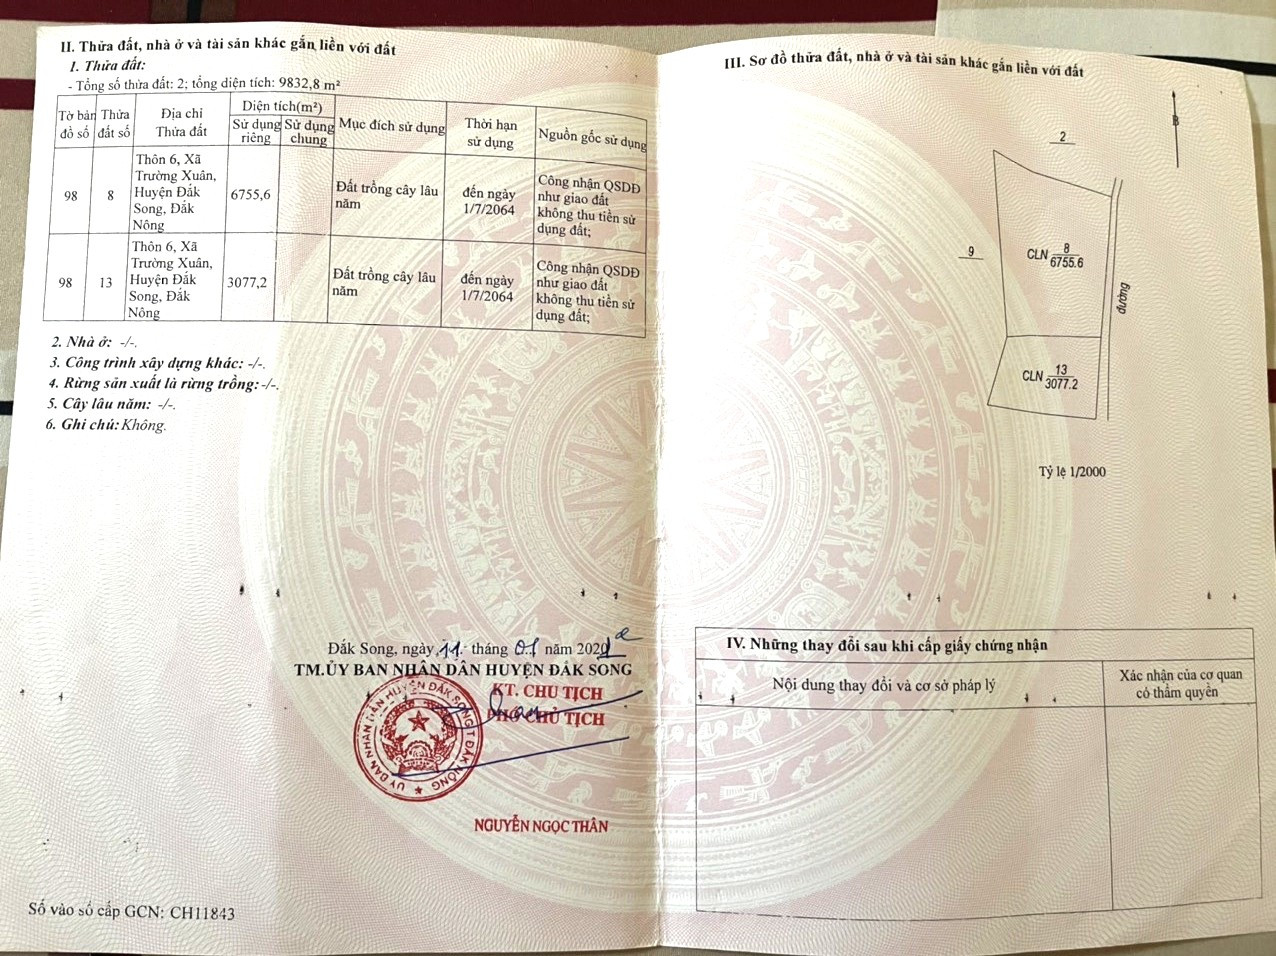 II. Thửa đất, nhà ở và tài sản khác gắn liền với đất
1. Thửa đất:
- Tổng số thửa đất: 2; tổng diện tích: 9832,8 m²
Tờ bản đồ số | Thửa đất số | Địa chỉ Thửa đất | Diện tích(m²) Sử dụng riêng | Sử dụng chung | Mục đích sử dụng | Thời hạn sử dụng | Nguồn gốc sử dụng
98 | 8 | Thôn 6, Xã Trường Xuân, Huyện Đắk Song, Đắk Nông | 6755,6 | | Đất trồng cây lâu năm | đến ngày 1/7/2064 | Công nhận QSDĐ như giao đất không thu tiền sử dụng đất;
98 | 13 | Thôn 6, Xã Trường Xuân, Huyện Đắk Song, Đắk Nông | 3077,2 | | Đất trồng cây lâu năm | đến ngày 1/7/2064 | Công nhận QSDĐ như giao đất không thu tiền sử dụng đất;
2. Nhà ở: -/-.
3. Công trình xây dựng khác: -/-.
4. Rừng sản xuất là rừng trồng:-/-.
5. Cây lâu năm: -/-.
6. Ghi chú: Không.
Đắk Song, ngày 11 tháng 01 năm 2021
TM.ỦY BAN NHÂN DÂN HUYỆN ĐẮK SONG
KT. CHỦ TỊCH
PHÓ CHỦ TỊCH
ỦY BAN NHÂN DÂN HUYỆN ĐẮK SONG T ĐẮK NÔNG
NGUYỄN NGỌC THÂN
Số vào sổ cấp GCN: CH11843
III. Sơ đồ thửa đất, nhà ở và tài sản khác gắn liền với đất
B
2
9
CLN 8
6755.6
đường
CLN 13
3077.2
Tỷ lệ 1/2000
IV. Những thay đổi sau khi cấp giấy chứng nhận
Nội dung thay đổi và cơ sở pháp lý | Xác nhận của cơ quan có thẩm quyền